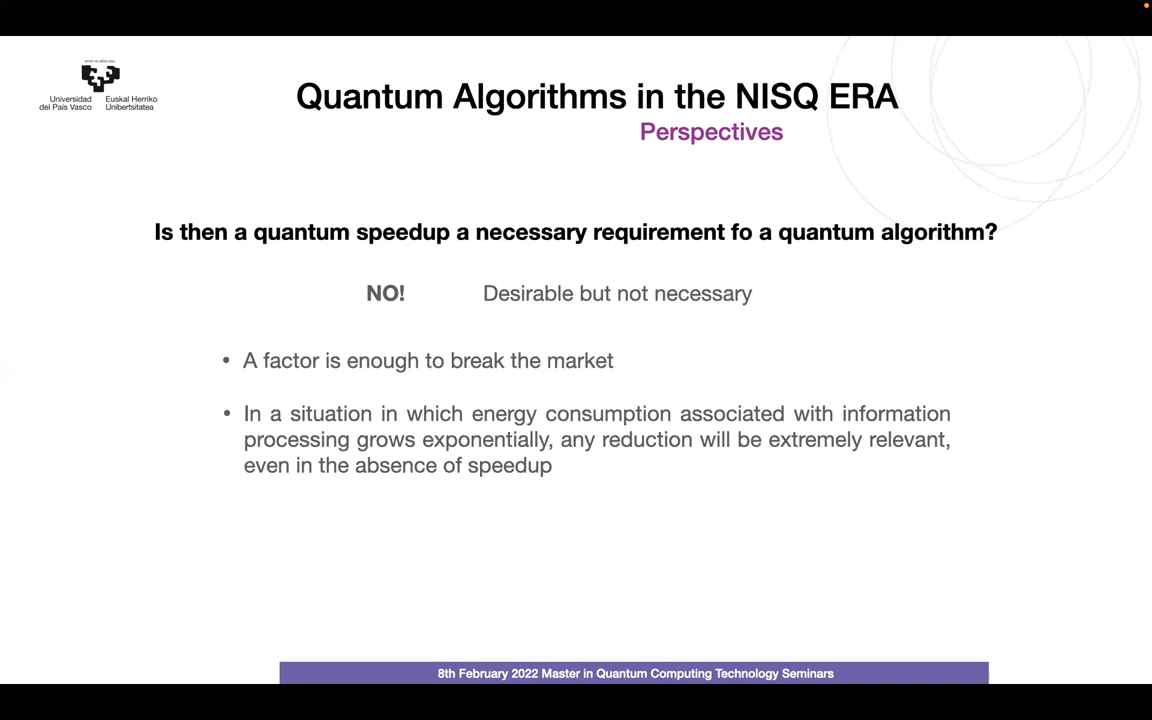 Universidad del País Vasco
Euskal Herriko Unibertsitatea
Quantum Algorithms in the NISQ ERA
Perspectives
Is then a quantum speedup a necessary requirement fo a quantum algorithm?
NO! Desirable but not necessary
• A factor is enough to break the market
• In a situation in which energy consumption associated with information
processing grows exponentially, any reduction will be extremely relevant,
even in the absence of speedup
8th February 2022 Master in Quantum Computing Technology Seminars